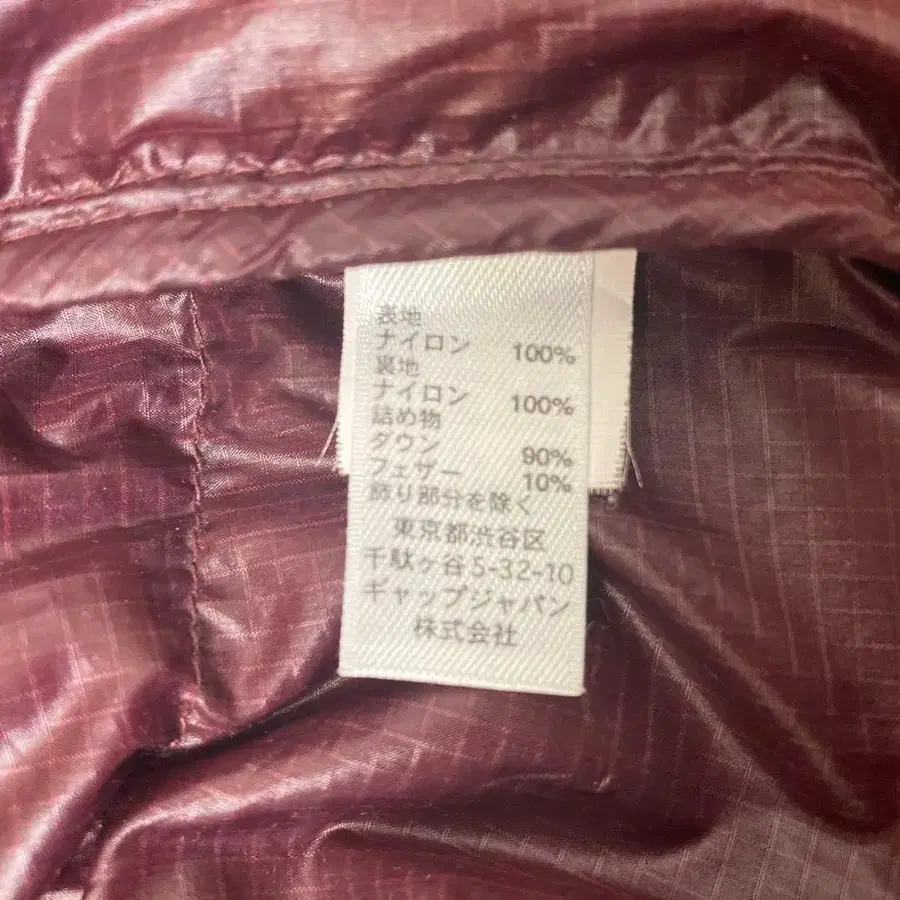 表地
ナイロン 100%
裏地
ナイロン 100%
詰め物
ダウン 90%
フェザー 10%
飾り部分を除く
東京都渋谷区
千駄ヶ谷5-32-10
ギャップジャパン
株式会社